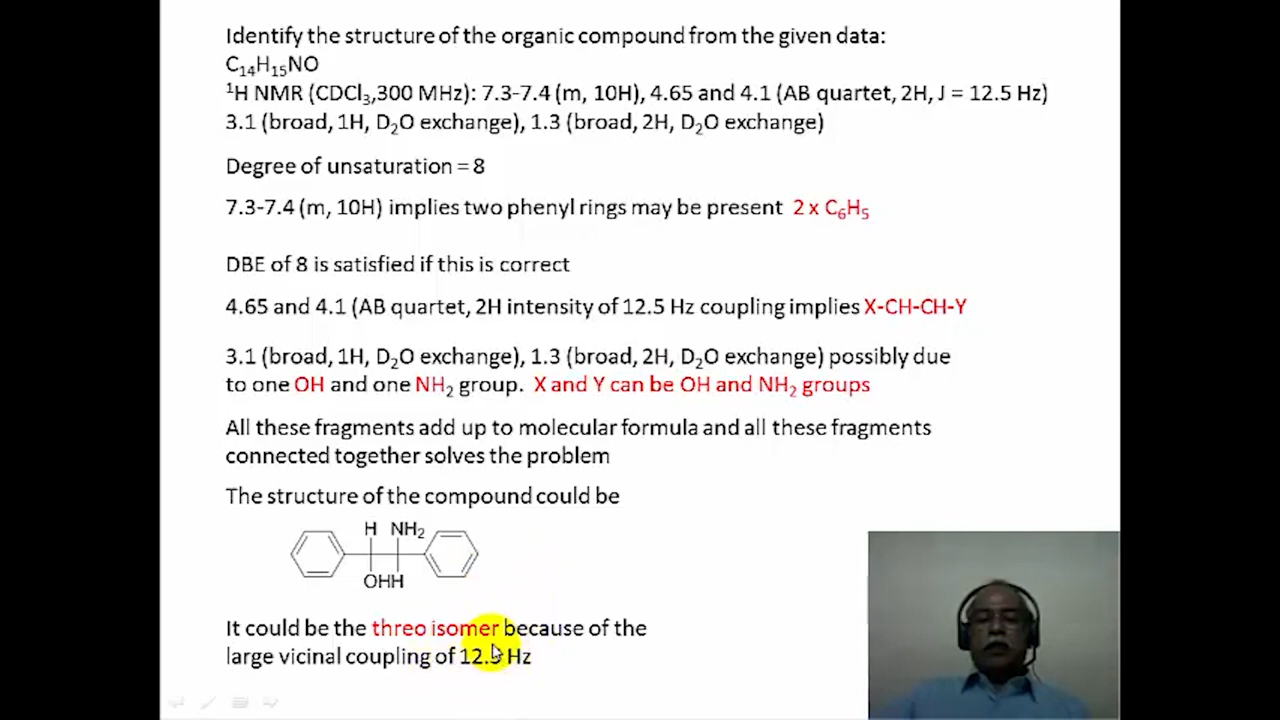 Identify the structure of the organic compound from the given data:
C₁₄H₁₅NO
¹H NMR (CDCl₃,300 MHz): 7.3-7.4 (m, 10H), 4.65 and 4.1 (AB quartet, 2H, J = 12.5 Hz)
3.1 (broad, 1H, D₂O exchange), 1.3 (broad, 2H, D₂O exchange)
Degree of unsaturation = 8
7.3-7.4 (m, 10H) implies two phenyl rings may be present 2 x C₆H₅
DBE of 8 is satisfied if this is correct
4.65 and 4.1 (AB quartet, 2H intensity of 12.5 Hz coupling implies X-CH-CH-Y
3.1 (broad, 1H, D₂O exchange), 1.3 (broad, 2H, D₂O exchange) possibly due
to one OH and one NH₂ group. X and Y can be OH and NH₂ groups
All these fragments add up to molecular formula and all these fragments
connected together solves the problem
The structure of the compound could be
H NH₂
OHH
It could be the threo isomer because of the
large vicinal coupling of 12.5 Hz